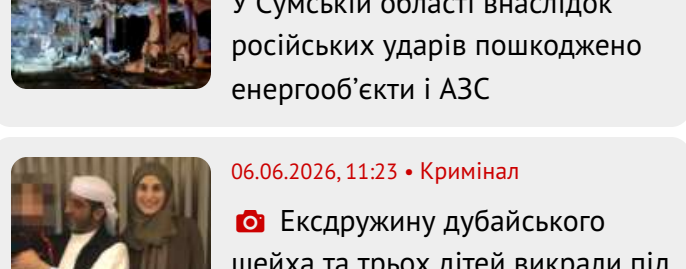 У Сумській області внаслідок
російських ударів пошкоджено
енергооб’єкти і АЗС
06.06.2026, 11:23 • Кримінал
Ексдружину дубайського
шейха та трьох дітей викрали під